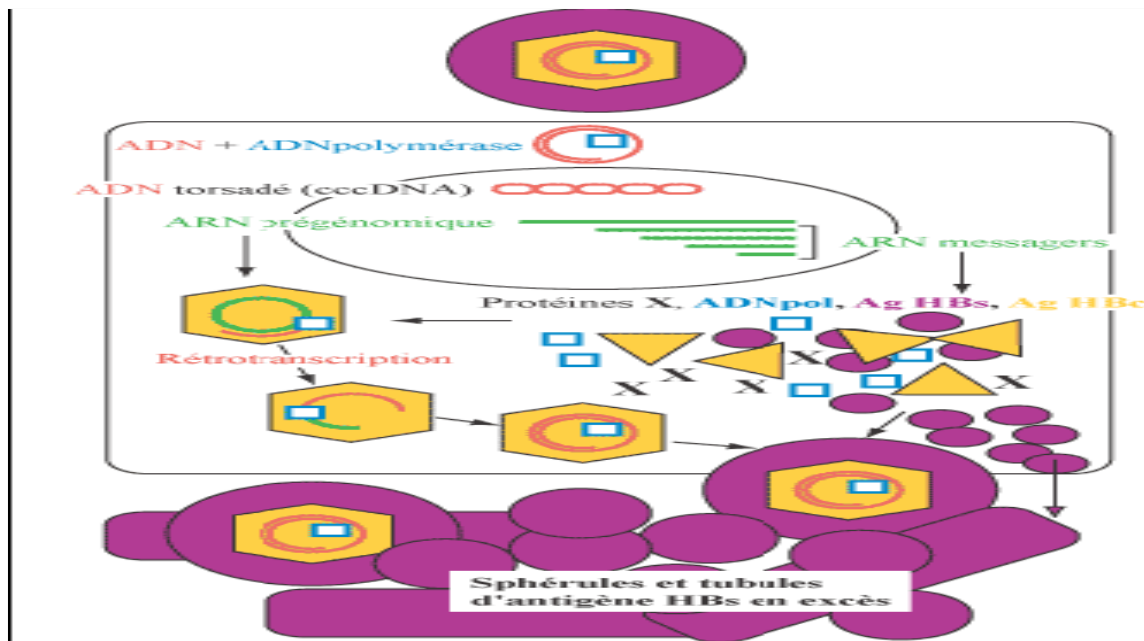 ADN + ADNpolymérase
ADN torsadé (cccDNA)
ARN prégénomique
ARN messagers
Protéines X, ADNpol, Ag HBs, Ag HBc
X
X
X
X
X
Rétrotranscription
Sphérules et tubules
d'antigène HBs en excès